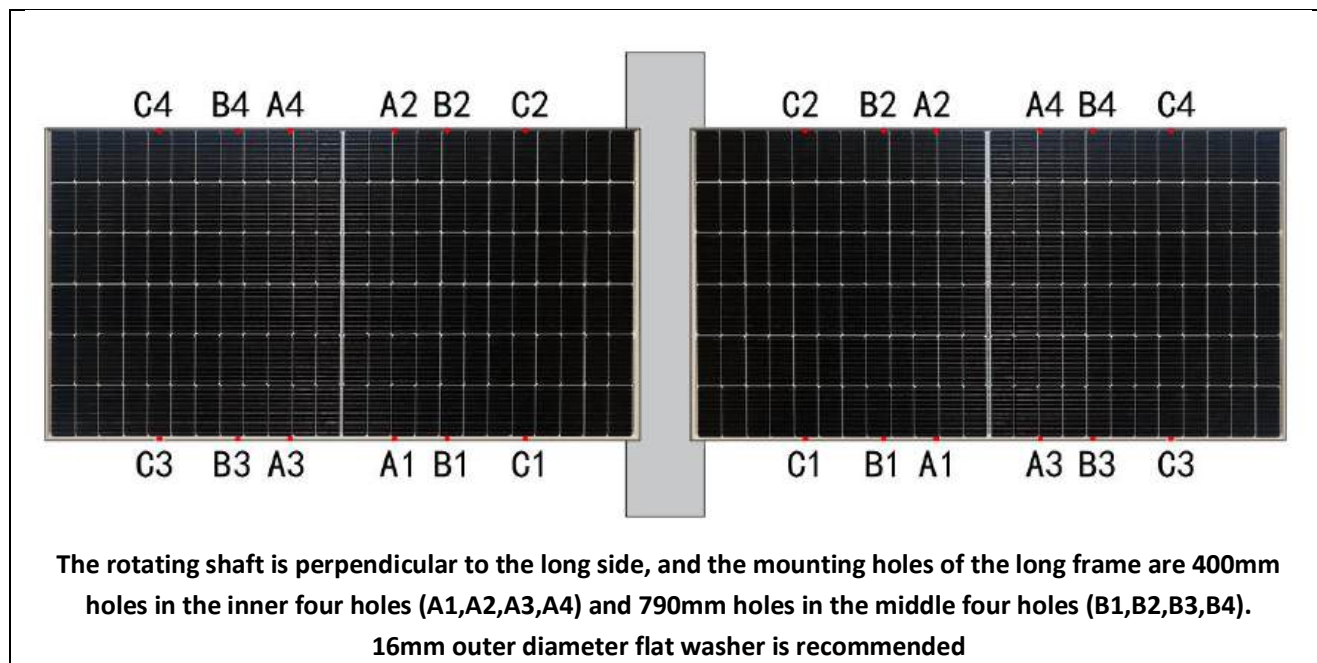 C4 B4 A4 A2 B2 C2 C2 B2 A2 A4 B4 C4
C3 B3 A3 A1 B1 C1 C1 B1 A1 A3 B3 C3
The rotating shaft is perpendicular to the long side, and the mounting holes of the long frame are 400mm
holes in the inner four holes (A1,A2,A3,A4) and 790mm holes in the middle four holes (B1,B2,B3,B4).
16mm outer diameter flat washer is recommended